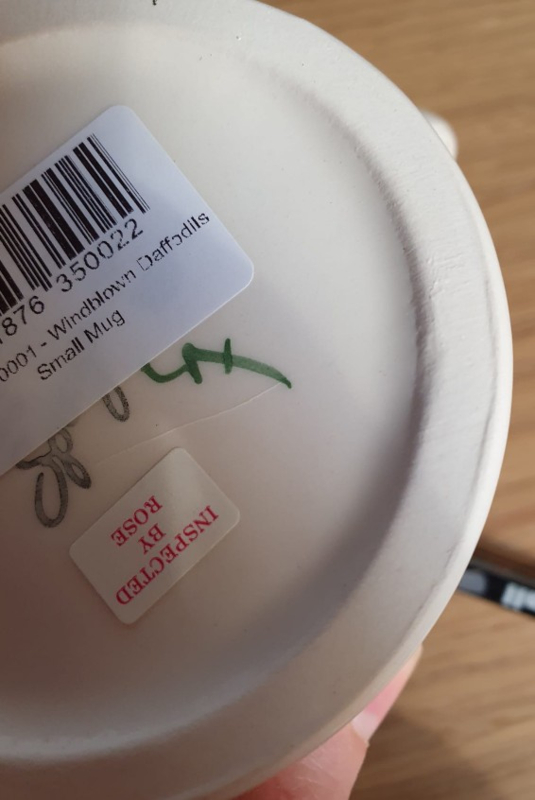 876 350022
0001 - Windblown Daffodils
Small Mug
INSPECTED
BY
ROSE